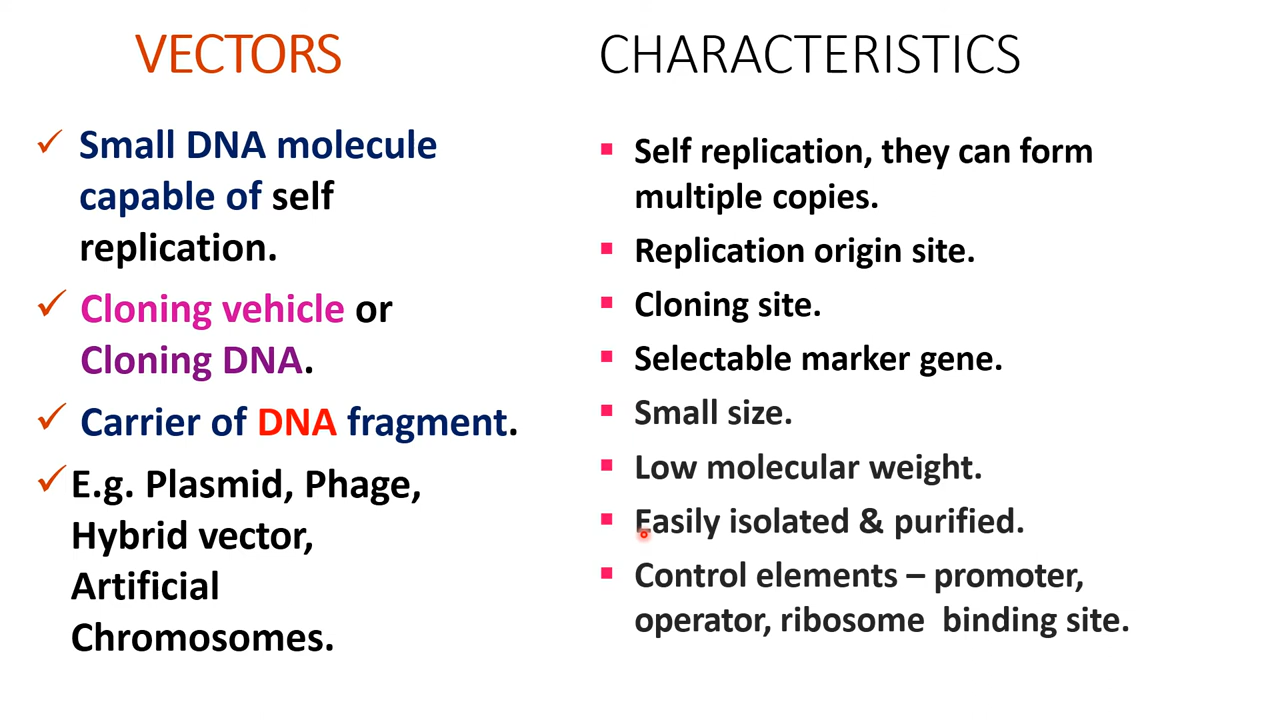 VECTORS
Small DNA molecule
capable of self
replication.
Cloning vehicle or
Cloning DNA.
Carrier of DNA fragment.
E.g. Plasmid, Phage,
Hybrid vector,
Artificial
Chromosomes.
CHARACTERISTICS
Self replication, they can form
multiple copies.
Replication origin site.
Cloning site.
Selectable marker gene.
Small size.
Low molecular weight.
Easily isolated & purified.
Control elements – promoter,
operator, ribosome  binding site.